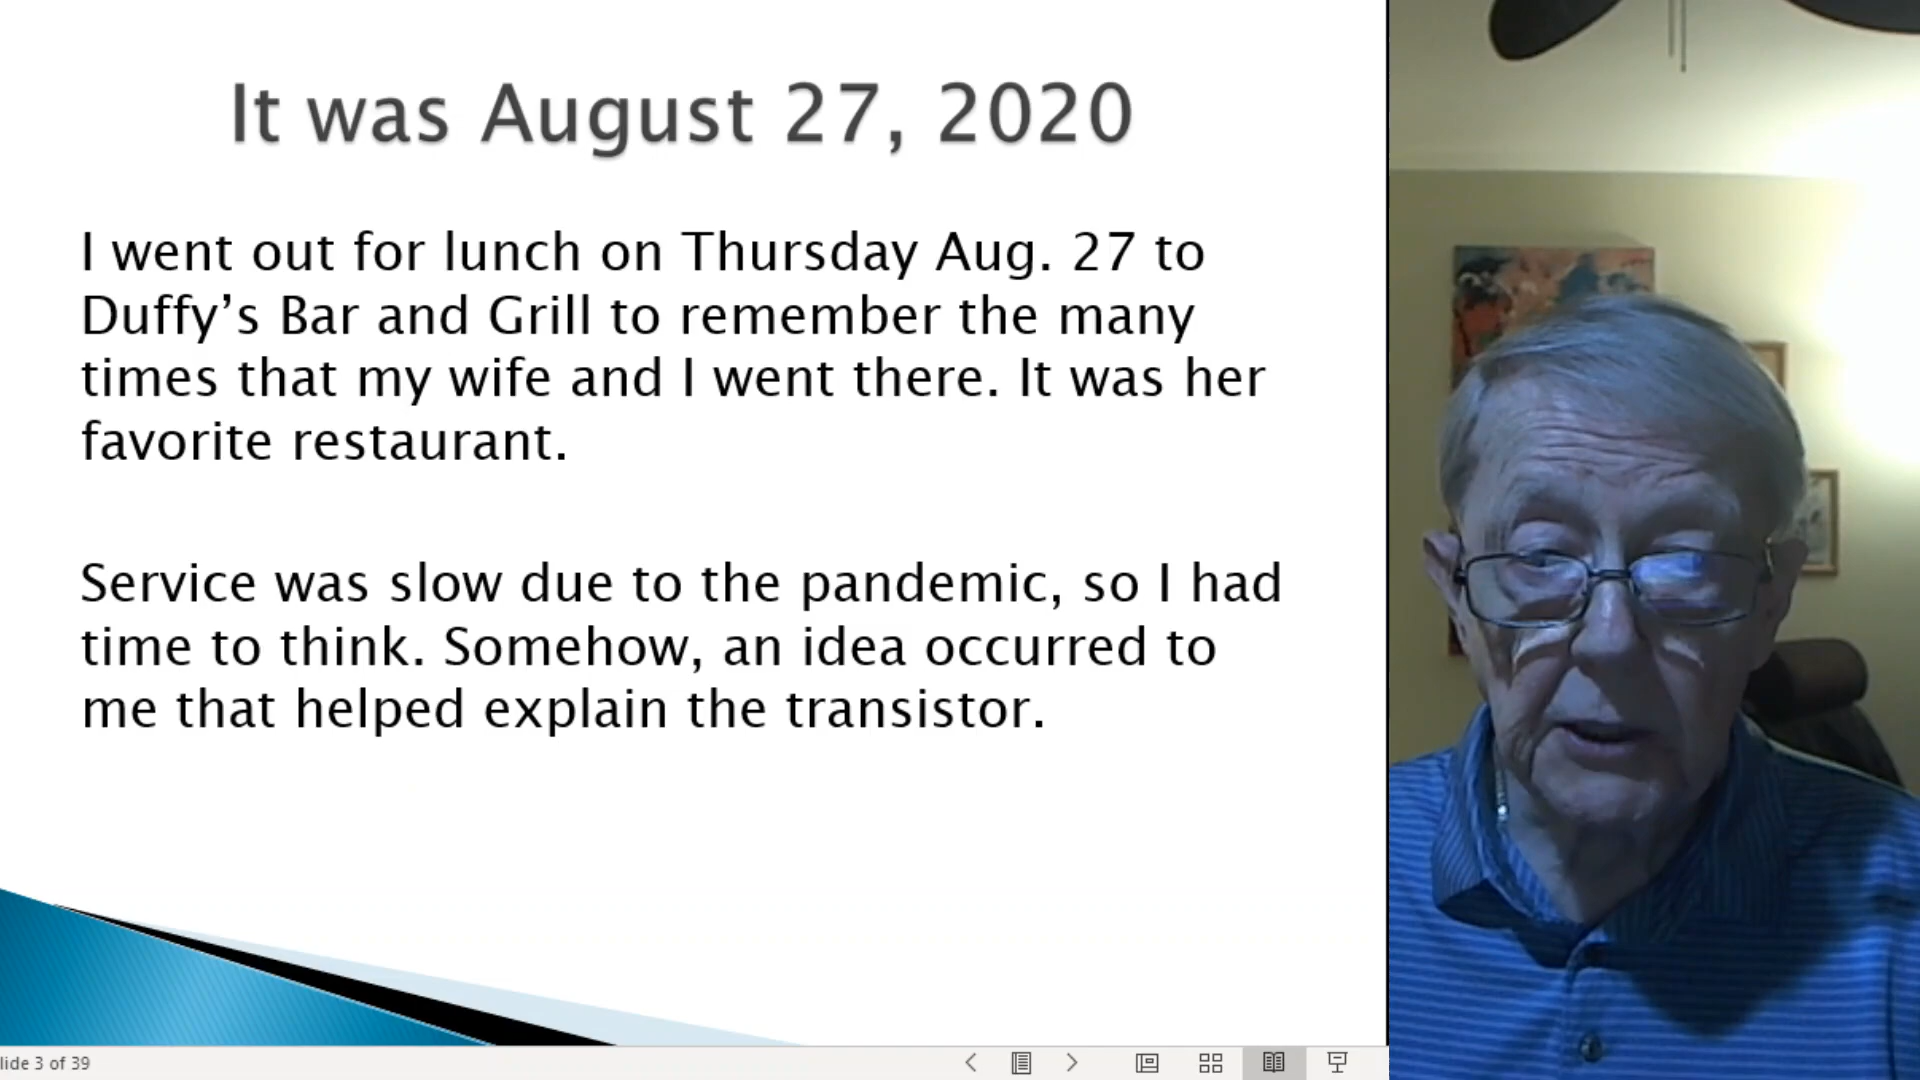 It was August 27, 2020
I went out for lunch on Thursday Aug. 27 to
Duffy’s Bar and Grill to remember the many
times that my wife and I went there. It was her
favorite restaurant.
Service was slow due to the pandemic, so I had
time to think. Somehow, an idea occurred to
me that helped explain the transistor.
lide 3 of 39